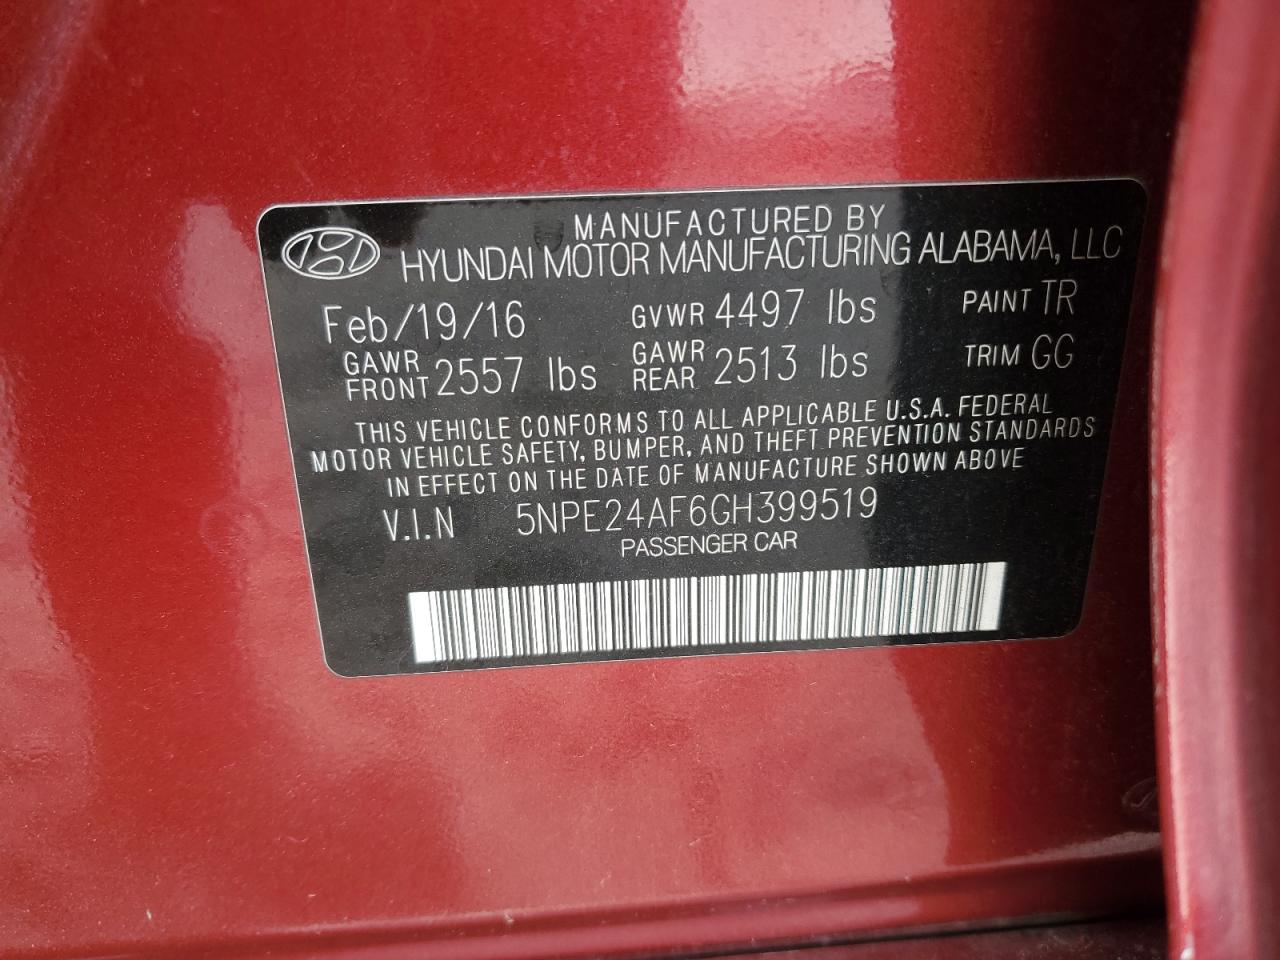 MANUFACTURED BY
HYUNDAI MOTOR MANUFACTURING ALABAMA, LLC
Feb/19/16 GVWR 4497 lbs PAINT TR
GAWR FRONT 2557 lbs GAWR REAR 2513 lbs TRIM GG
THIS VEHICLE CONFORMS TO ALL APPLICABLE U.S.A. FEDERAL
MOTOR VEHICLE SAFETY, BUMPER, AND THEFT PREVENTION STANDARDS
IN EFFECT ON THE DATE OF MANUFACTURE SHOWN ABOVE
V.I.N 5NPE24AF6GH399519
PASSENGER CAR